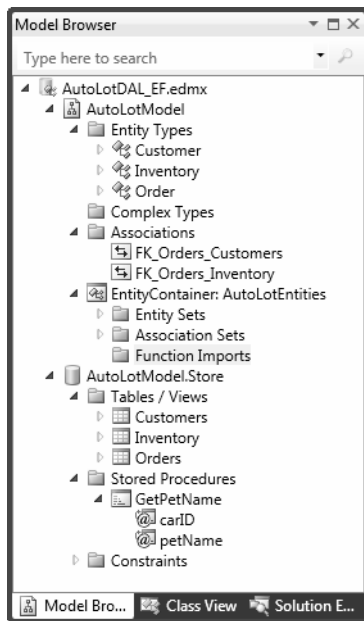 Model Browser
Type here to search
AutoLotDAL_EF.edmx
AutoLotModel
Entity Types
Customer
Inventory
Order
Complex Types
Associations
FK_Orders_Customers
FK_Orders_Inventory
EntityContainer: AutoLotEntities
Entity Sets
Association Sets
Function Imports
AutoLotModel.Store
Tables / Views
Customers
Inventory
Orders
Stored Procedures
GetPetName
carID
petName
Constraints
Model Bro... Class View Solution E...